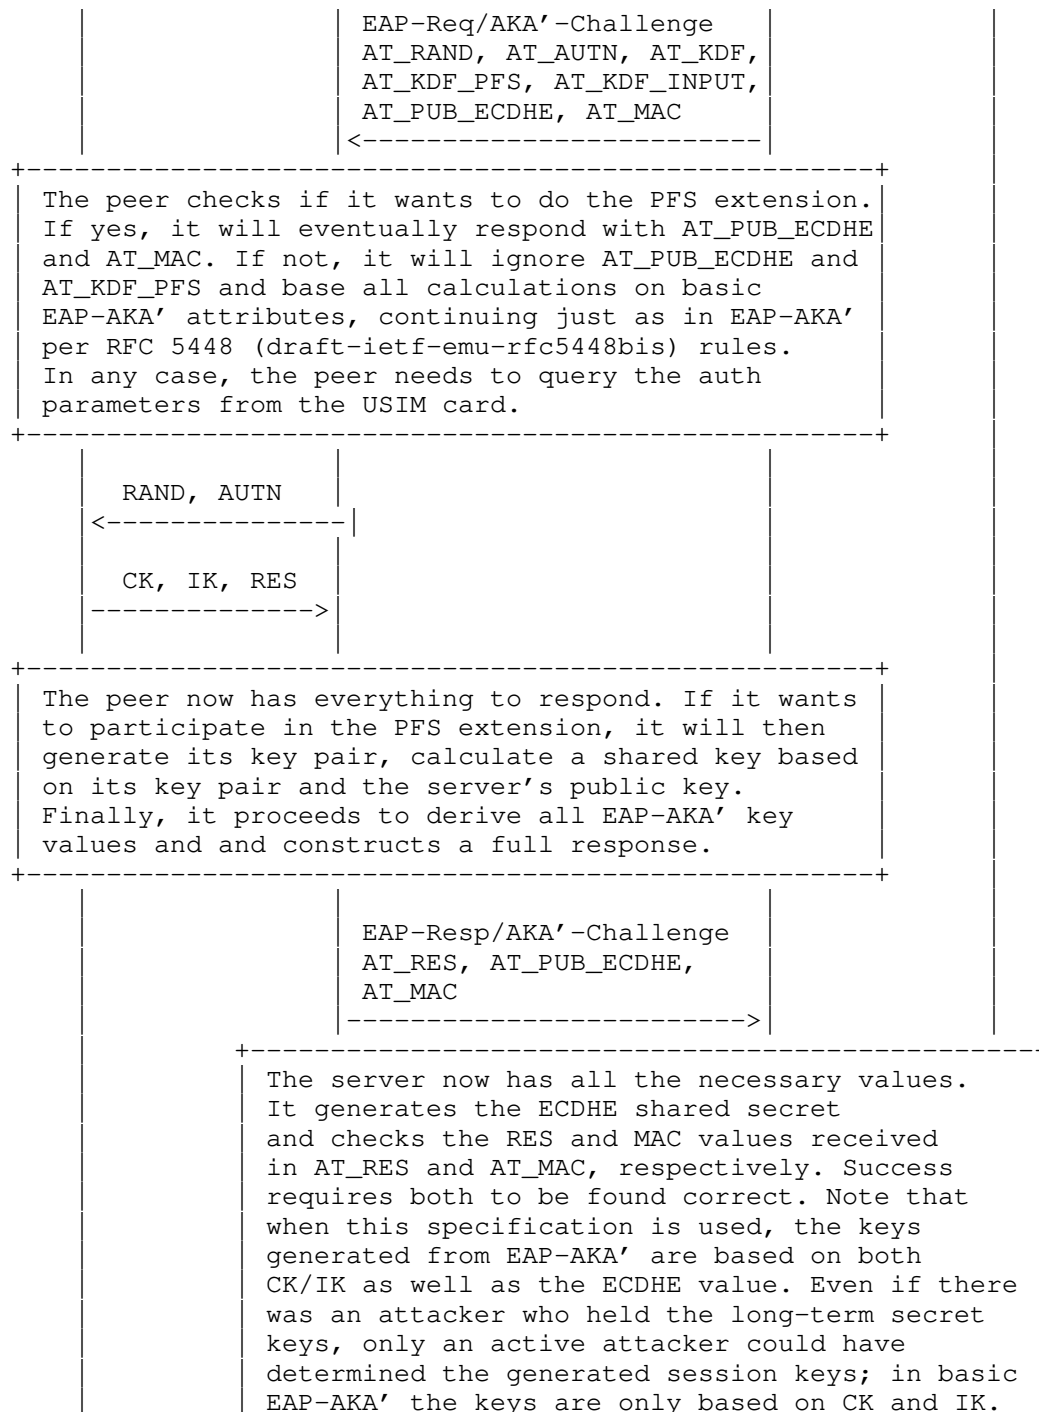 EAP-Req/AKA'-Challenge
AT_RAND, AT_AUTN, AT_KDF,
AT_KDF_PFS, AT_KDF_INPUT,
AT_PUB_ECDHE, AT_MAC
The peer checks if it wants to do the PFS extension.
If yes, it will eventually respond with AT_PUB_ECDHE
and AT_MAC. If not, it will ignore AT_PUB_ECDHE and
AT_KDF_PFS and base all calculations on basic
EAP-AKA' attributes, continuing just as in EAP-AKA'
per RFC 5448 (draft-ietf-emu-rfc5448bis) rules.
In any case, the peer needs to query the auth
parameters from the USIM card.
RAND, AUTN
CK, IK, RES
The peer now has everything to respond. If it wants
to participate in the PFS extension, it will then
generate its key pair, calculate a shared key based
on its key pair and the server's public key.
Finally, it proceeds to derive all EAP-AKA' key
values and and constructs a full response.
EAP-Resp/AKA'-Challenge
AT_RES, AT_PUB_ECDHE,
AT_MAC
The server now has all the necessary values.
It generates the ECDHE shared secret
and checks the RES and MAC values received
in AT_RES and AT_MAC, respectively. Success
requires both to be found correct. Note that
when this specification is used, the keys
generated from EAP-AKA' are based on both
CK/IK as well as the ECDHE value. Even if there
was an attacker who held the long-term secret
keys, only an active attacker could have
determined the generated session keys; in basic
EAP-AKA' the keys are only based on CK and IK.